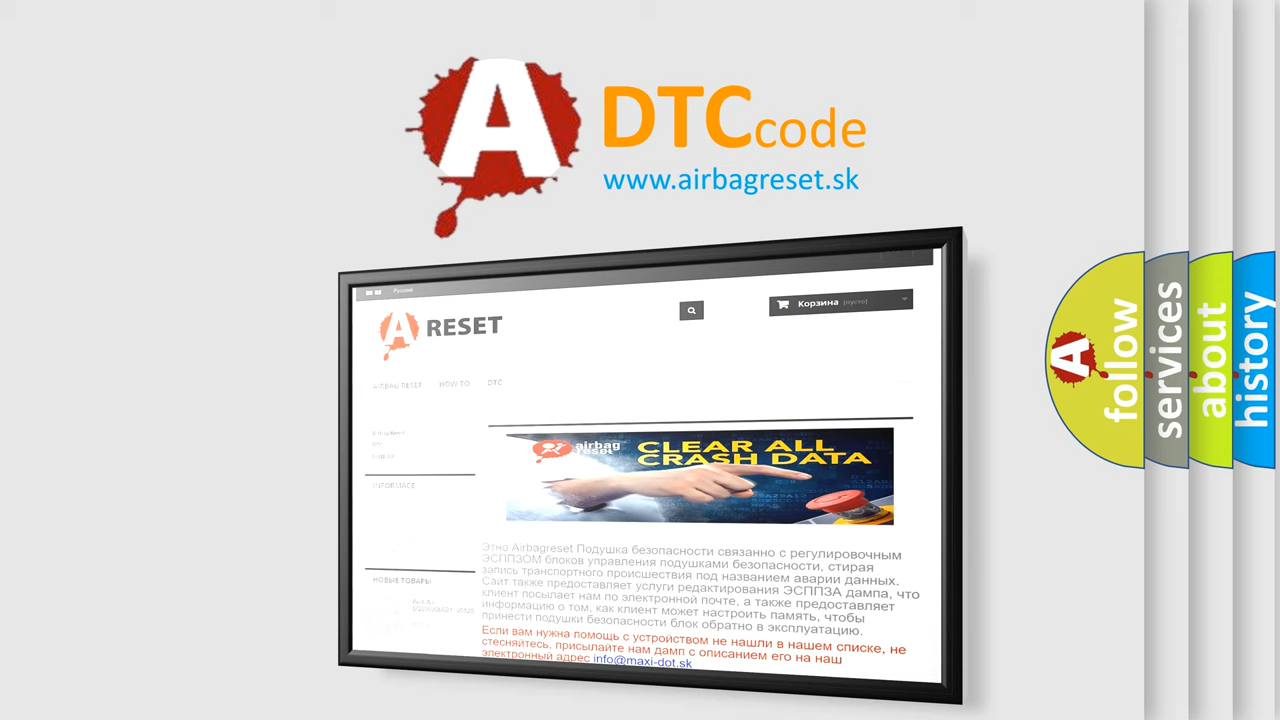 A DTCcode
www.airbagreset.sk
Русский
A RESET
Корзина (пусто)
AIRBAG RESET HOW TO DTC
INFORMACE
airbag
reset
CLEAR ALL
CRASH DATA
Этно Airbagreset Подушка безопасности связанно с регулировочным
ЭСППЗОМ блоков управления подушками безопасности, стирая
запись транспортного происшествия под названием аварии данных.
Сайт также предоставляет услуги редактирования ЭСППЗА дампа, что
клиент посылает нам по электронной почте, а также предоставляет
информацию о том, как клиент может настроить память, чтобы
принести подушки безопасности блок обратно в эксплуатацию.
Если вам нужна помощь с устройством не нашли в нашем списке, не
стесняйтесь, присылайте нам дамп с описанием его на наш
электронный адрес info@maxi-dot.sk
НОВЫЕ ТОВАРЫ
A follow
services
about
history